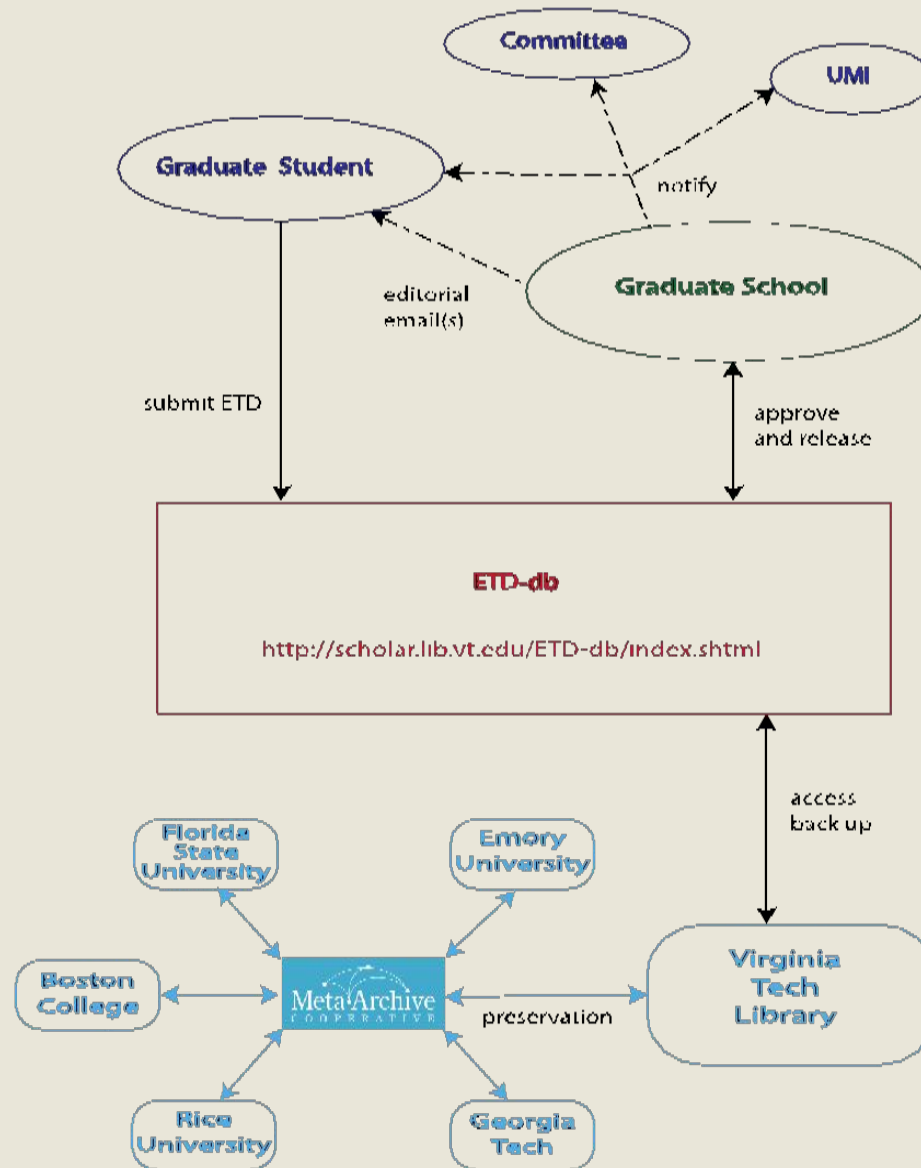 Committee
UMI
Graduate Student
notify
Graduate School
editorial
email(s)
submit ETD
approve
and release
ETD-db
http://scholar.lib.vt.edu/ETD-db/index.shtml
access
back up
Florida
State
University
Emory
University
Boston
College
MetaArchive
COOPERATIVE
preservation
Virginia
Tech
Library
Rice
University
Georgia
Tech